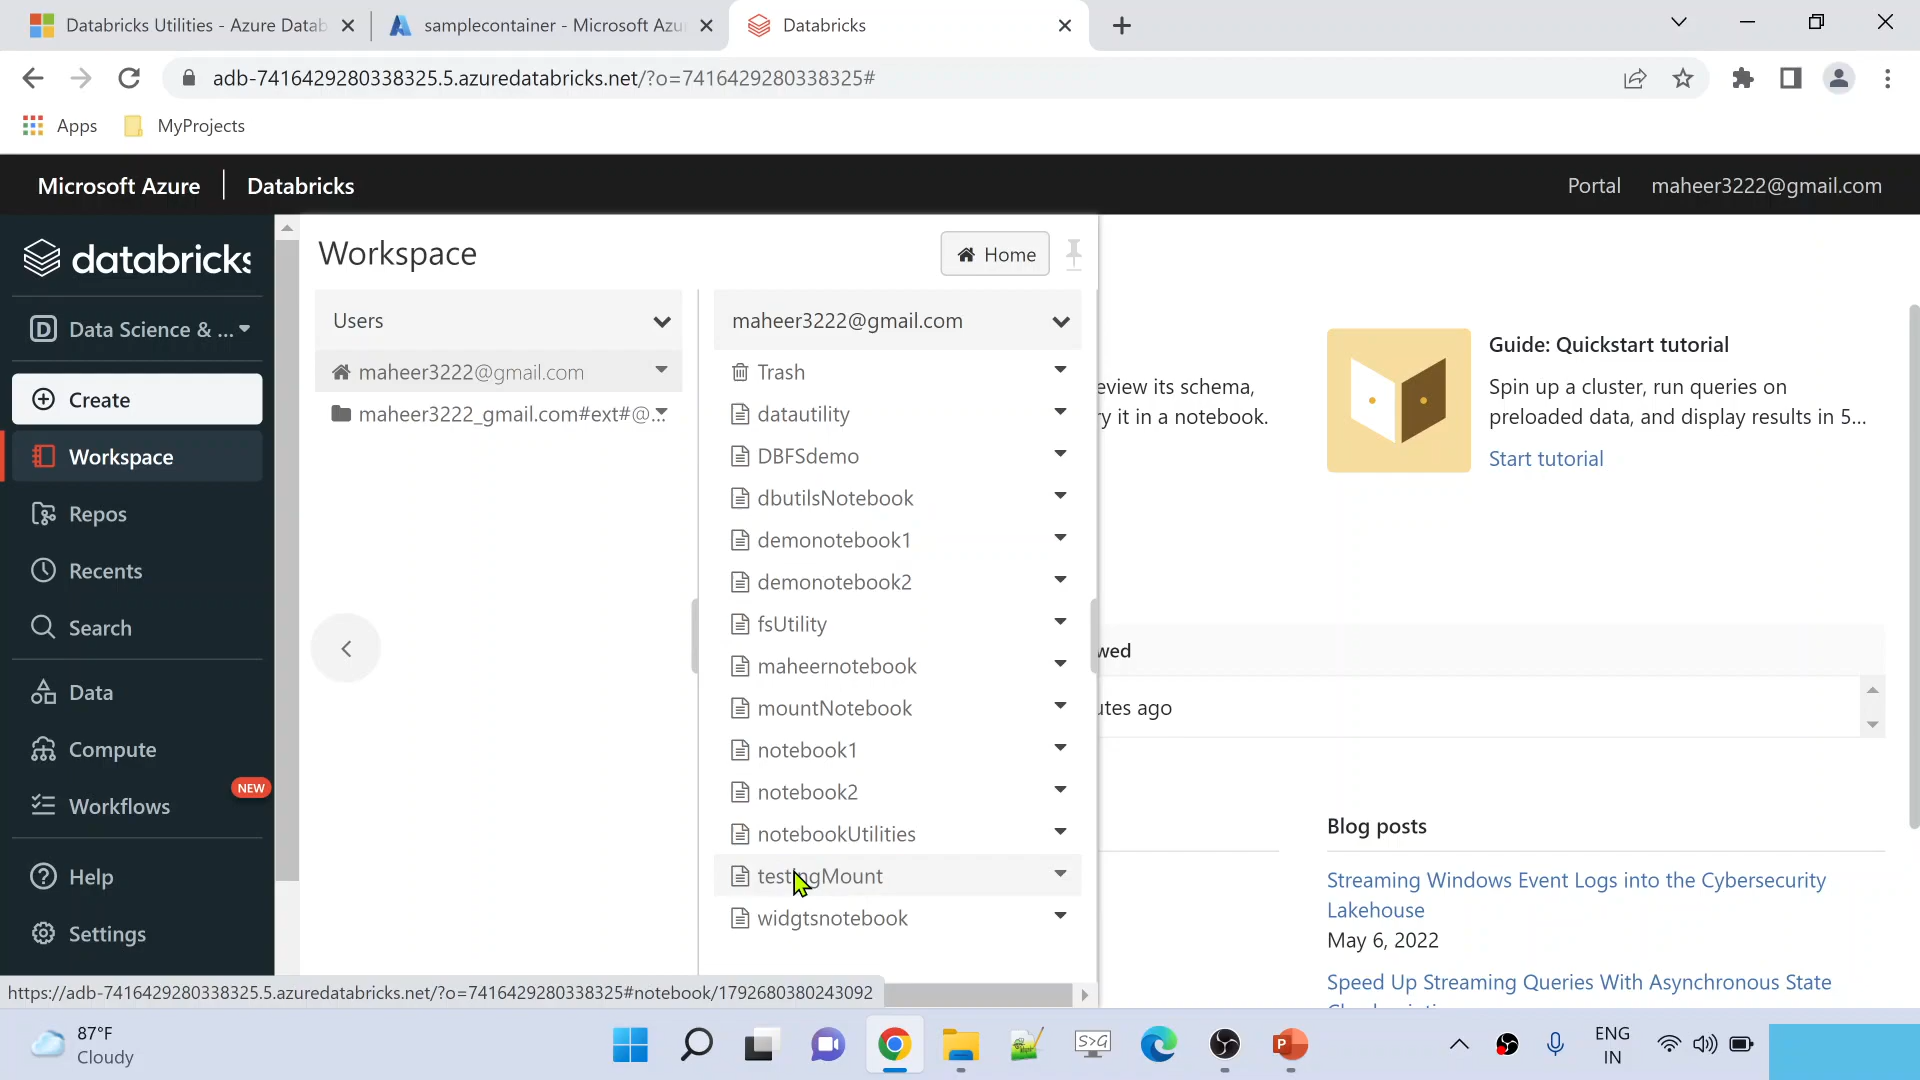 Databricks Utilities - Azure Datab
samplecontainer - Microsoft Azu
Databricks
adb-7416429280338325.5.azuredatabricks.net/?o=7416429280338325#
Apps
MyProjects
Microsoft Azure
Databricks
Portal
maheer3222@gmail.com
databricks
Data Science & ...
Create
Workspace
Repos
Recents
Search
Data
Compute
NEW
Workflows
Help
Settings
Workspace
Home
Users
maheer3222@gmail.com
maheer3222_gmail.com#ext#@...
maheer3222@gmail.com
Trash
datautility
DBFSdemo
dbutilsNotebook
demonotebook1
demonotebook2
fsUtility
maheernotebook
mountNotebook
notebook1
notebook2
notebookUtilities
testingMount
widgtsnotebook
eview its schema,
y it in a notebook.
Guide: Quickstart tutorial
Spin up a cluster, run queries on
preloaded data, and display results in 5...
Start tutorial
wed
utes ago
Blog posts
Streaming Windows Event Logs into the Cybersecurity
Lakehouse
May 6, 2022
Speed Up Streaming Queries With Asynchronous State
https://adb-7416429280338325.5.azuredatabricks.net/?o=7416429280338325#notebook/1792680380243092
87°F
Cloudy
S>G
ENG
IN